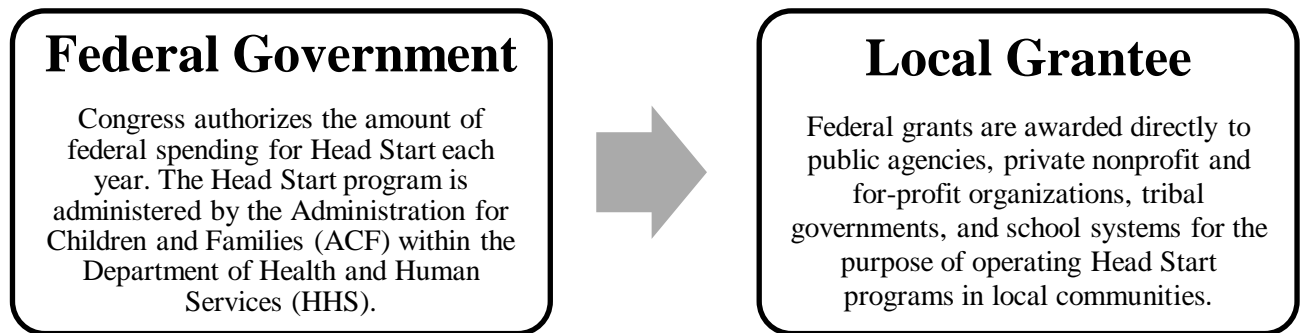 Federal Government
Congress authorizes the amount of
federal spending for Head Start each
year. The Head Start program is
administered by the Administration for
Children and Families (ACF) within the
Department of Health and Human
Services (HHS).
Local Grantee
Federal grants are awarded directly to
public agencies, private nonprofit and
for-profit organizations, tribal
governments, and school systems for the
purpose of operating Head Start
programs in local communities.